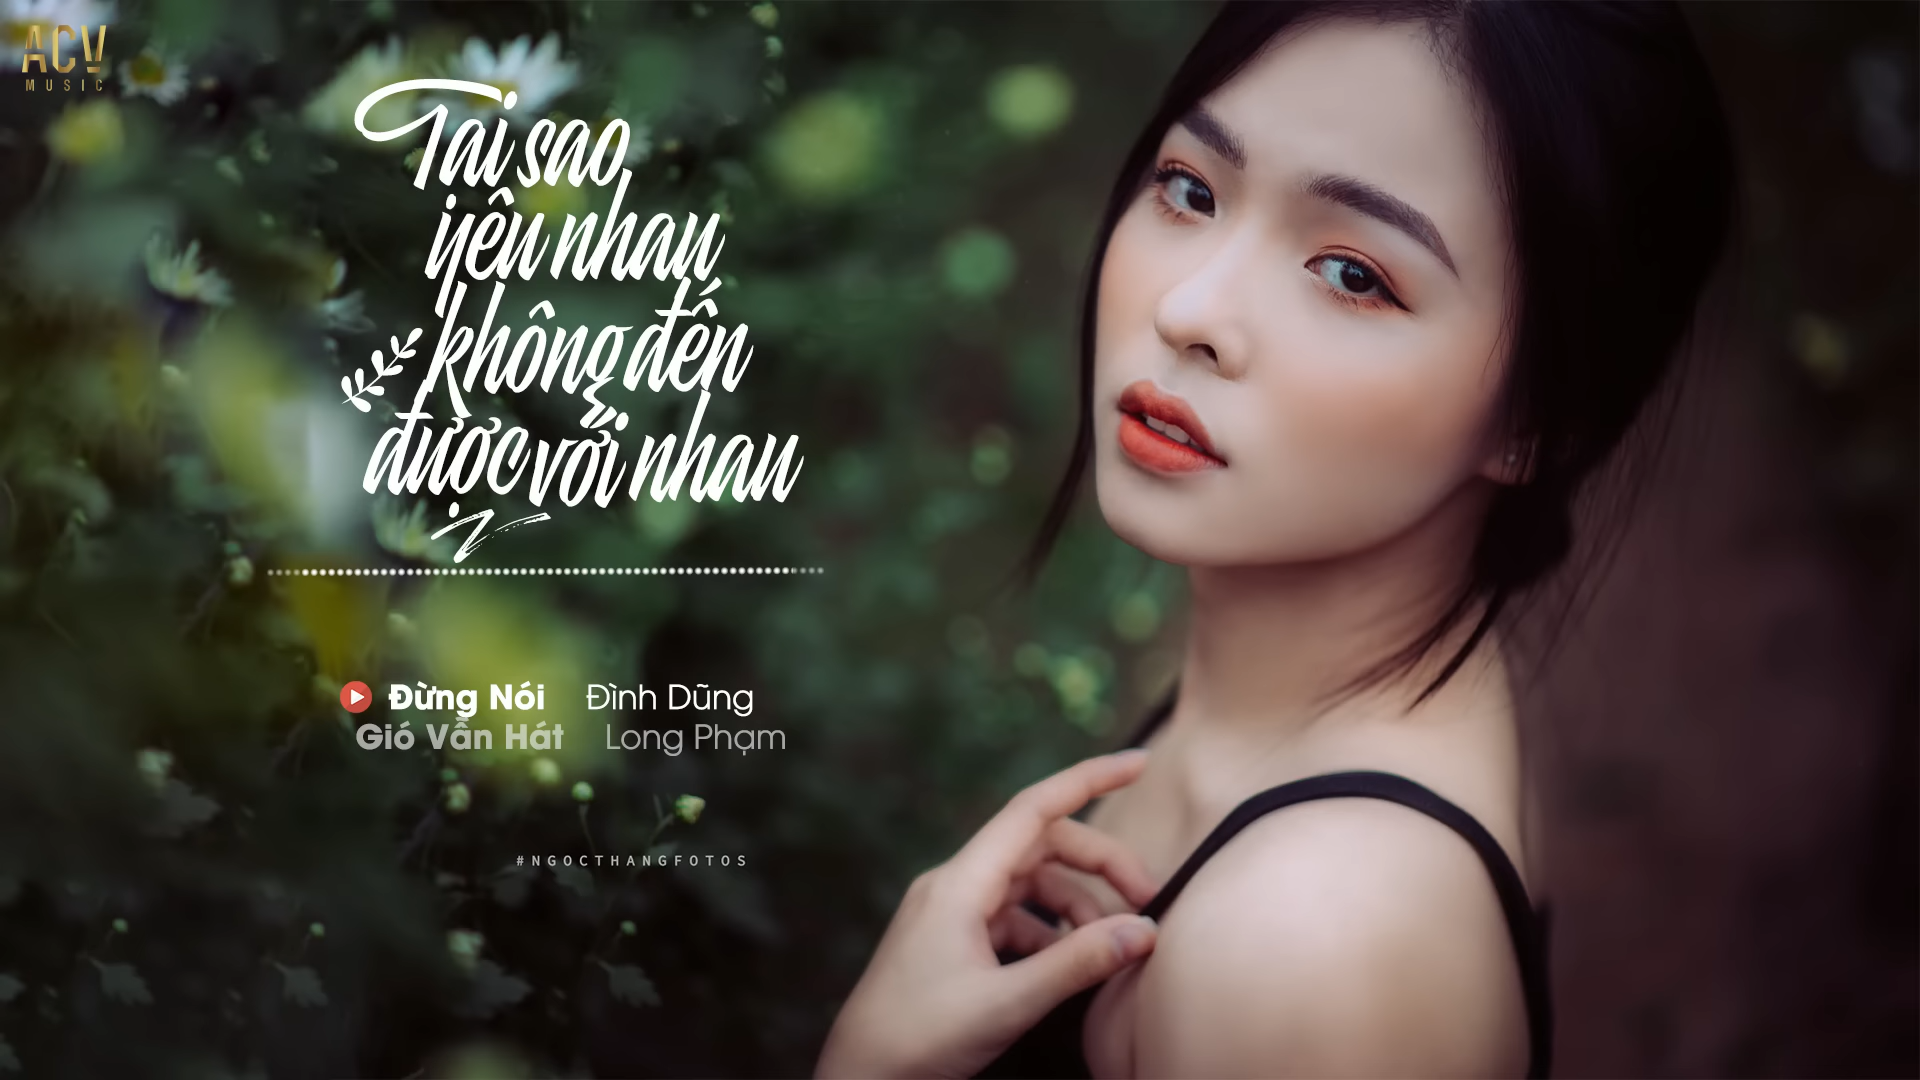 ACV
MUSIC
Tại sao
yêu nhau
không đến
được với nhau
Đừng Nói Đình Dũng
Gió Vẫn Hát Long Phạm
#NGOCTHANGFOTOS